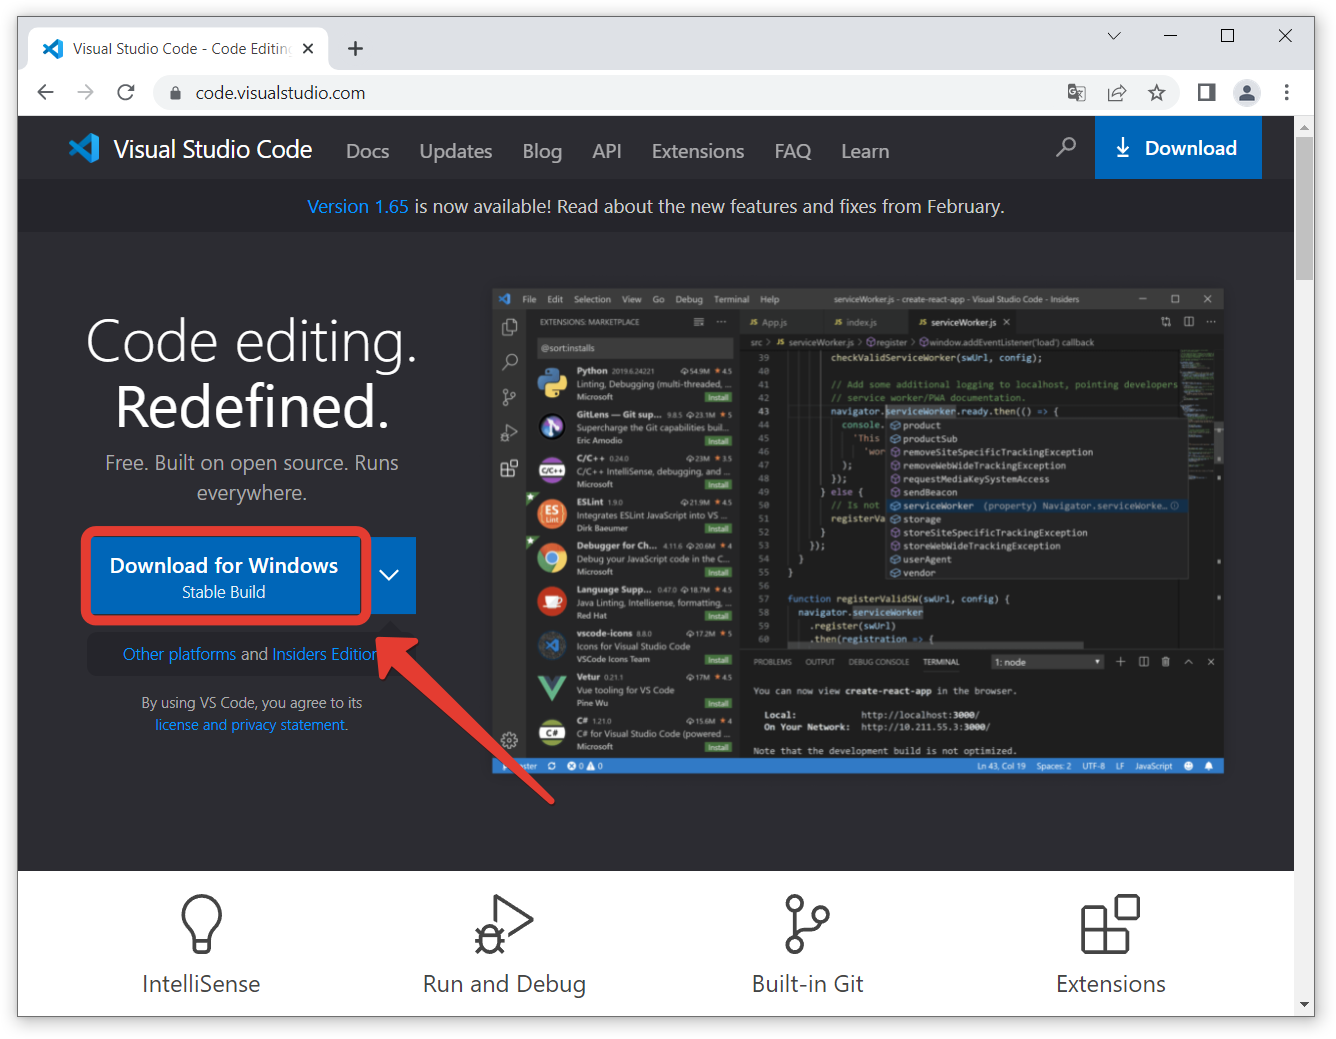 Visual Studio Code - Code Editing
code.visualstudio.com
Visual Studio Code
Docs
Updates
Blog
API
Extensions
FAQ
Learn
Download
Version 1.65 is now available! Read about the new features and fixes from February.
Code editing.
Redefined.
Free. Built on open source. Runs
everywhere.
Download for Windows
Stable Build
Other platforms and Insiders Edition
By using VS Code, you agree to its
license and privacy statement.
File Edit Selection View Go Debug Terminal Help
serviceWorker.js - create-react-app - Visual Studio Code - Insiders
EXTENSIONS: MARKETPLACE
@sort:installs
Python 2019.6.24221 54.9M ★ 4.5
Linting, Debugging (multi-threaded, ...
Microsoft Install
GitLens — Git sup... 9.8.5 23.1M ★ 5
Supercharge the Git capabilities buil...
Eric Amodio Install
C/C++ 0.24.0 23M ★ 3.5
C/C++ IntelliSense, debugging, and ...
Microsoft Install
ESLint 1.9.0 21.9M ★ 4.5
Integrates ESLint JavaScript into VS ...
Dirk Baeumer Install
Debugger for Ch... 4.11.6 20.6M ★ 4
Debug your JavaScript code in the C...
Microsoft Install
Language Supp... 0.47.0 18.7M ★ 4.5
Java Linting, Intellisense, formatting, ...
Red Hat Install
vscode-icons 8.8.0 17.2M ★ 5
Icons for Visual Studio Code
VSCode Icons Team Install
Vetur 0.21.1 17M ★ 4.5
Vue tooling for VS Code
Pine Wu Install
C# 1.21.0 15.6M ★ 4
C# for Visual Studio Code (powered ...
Microsoft Install
JS App.js
JS index.js
JS serviceWorker.js
src > JS serviceWorker.js > register > window.addEventListener('load') callback
39 checkValidServiceWorker(swUrl, config);
40
41 // Add some additional logging to localhost, pointing developers
42 // service worker/PWA documentation.
43 navigator.serviceWorker.ready.then(() => {
44 console.
45 'This
46 'wor
47 );
48 });
49 } else {
50 // Is not
51 registerVa
52 }
53 });
54 }
55 }
56
57 function registerValidSW(swUrl, config) {
58 navigator.serviceWorker
59 .register(swUrl)
60 .then(registration => {
product
productSub
removeSiteSpecificTrackingException
removeWebWideTrackingException
requestMediaKeySystemAccess
sendBeacon
serviceWorker (property) Navigator.serviceWorke...
storage
storeSiteSpecificTrackingException
storeWebWideTrackingException
userAgent
vendor
PROBLEMS OUTPUT DEBUG CONSOLE TERMINAL 1: node
You can now view create-react-app in the browser.
Local: http://localhost:3000/
On Your Network: http://10.211.55.3:3000/
Note that the development build is not optimized.
0 0
Ln 43, Col 19 Spaces: 2 UTF-8 LF JavaScript
IntelliSense
Run and Debug
Built-in Git
Extensions